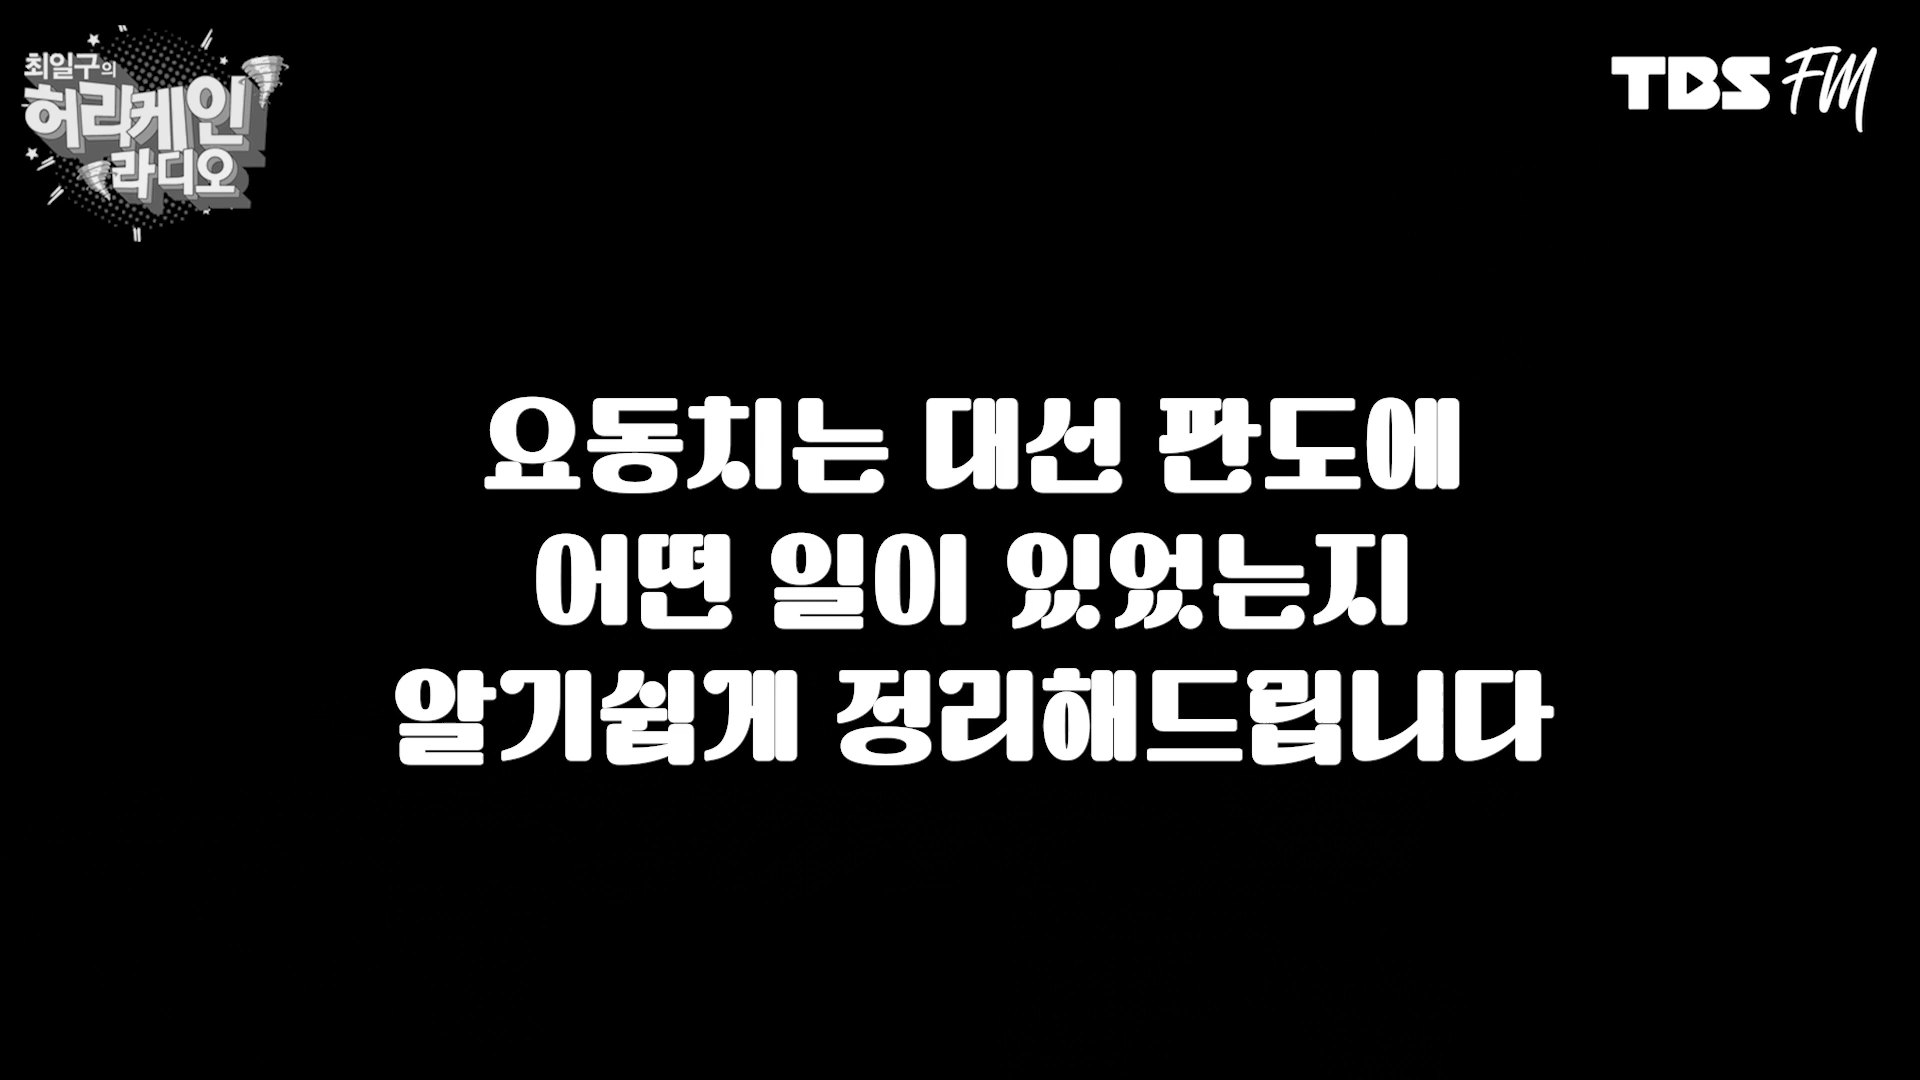 최일구의
허리케인
라디오
TBS FM
요동치는 대선 판도에
어떤 일이 있었는지
알기쉽게 정리해드립니다